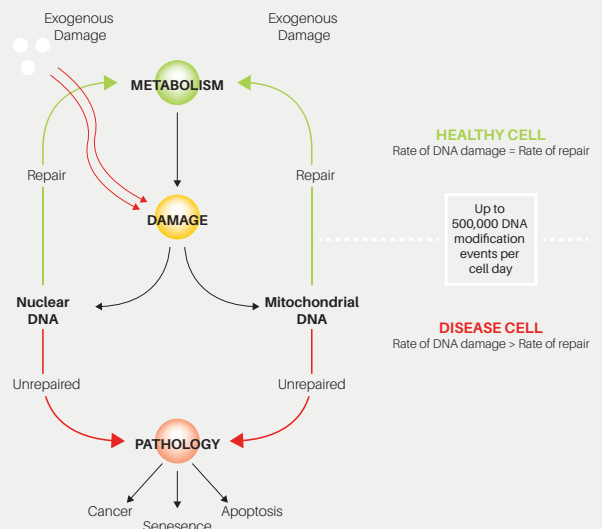 Exogenous
Damage
Exogenous
Damage
METABOLISM
HEALTHY CELL
Rate of DNA damage = Rate of repair
Repair
Repair
DAMAGE
Up to
500,000 DNA
modification
events per
cell day
Nuclear
DNA
Mitochondrial
DNA
DISEASE CELL
Rate of DNA damage > Rate of repair
Unrepaired
Unrepaired
PATHOLOGY
Cancer
Senesence
Apoptosis